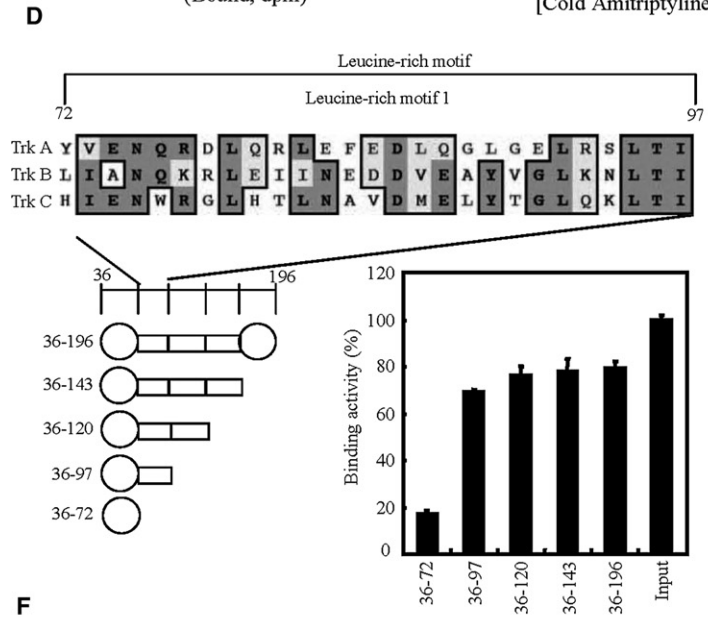 (Bound, dpm)
[Cold Amitriptyline
D
Leucine-rich motif
Leucine-rich motif 1
72 97
Trk A Y V E N Q R D L Q R L E F E D L Q G L G E L R S L T I
Trk B L I A N Q K R L E I I N E D D V E A Y V G L K N L T I
Trk C H I E N W R G L H T L N A V D M E L Y T G L Q K L T I
36 196
36-196
36-143
36-120
36-97
36-72
Binding activity (%)
120
100
80
60
40
20
0
36-72
36-97
36-120
36-143
36-196
Input
F